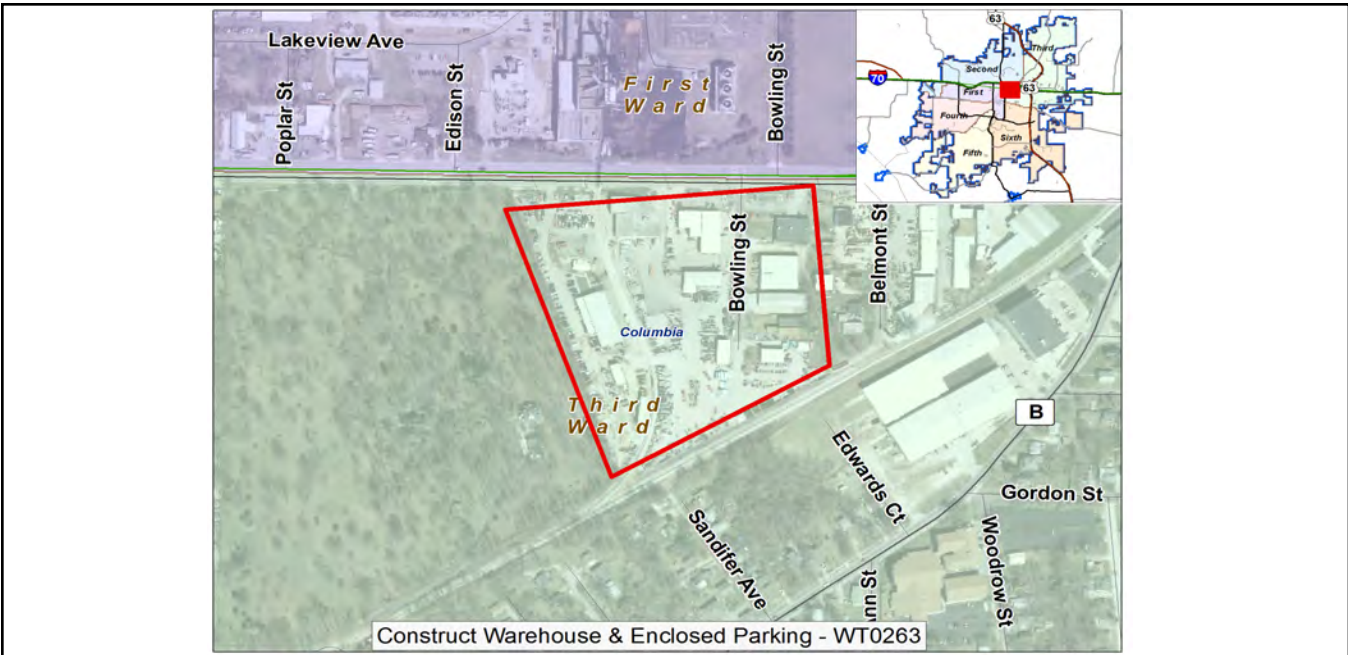 Lakeview Ave
Poplar St
Edison St
First
Ward
Bowling St
63
Third
Second
70
First
63
Fourth
Sixth
Fifth
Bowling St
Belmont St
Columbia
Third
Ward
B
Edwards Ct
Gordon St
Sandifer Ave
Woodrow St
Ann St
Construct Warehouse & Enclosed Parking - WT0263